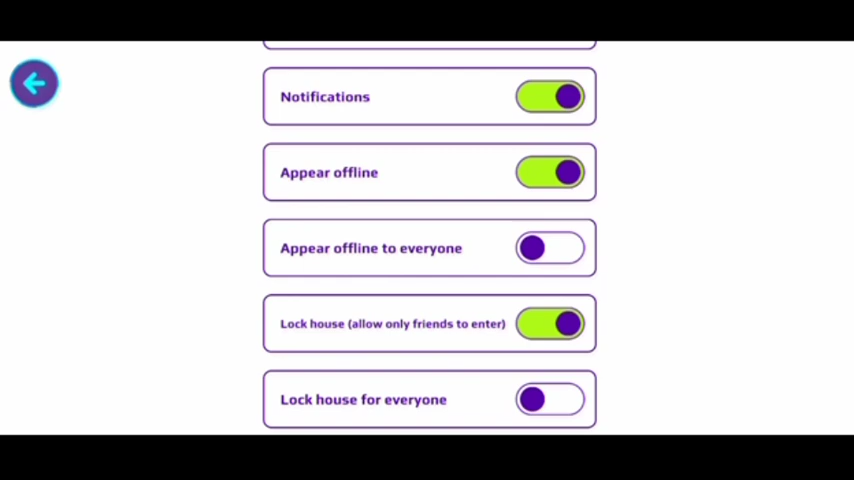 Notifications
Appear offline
Appear offline to everyone
Lock house (allow only friends to enter)
Lock house for everyone